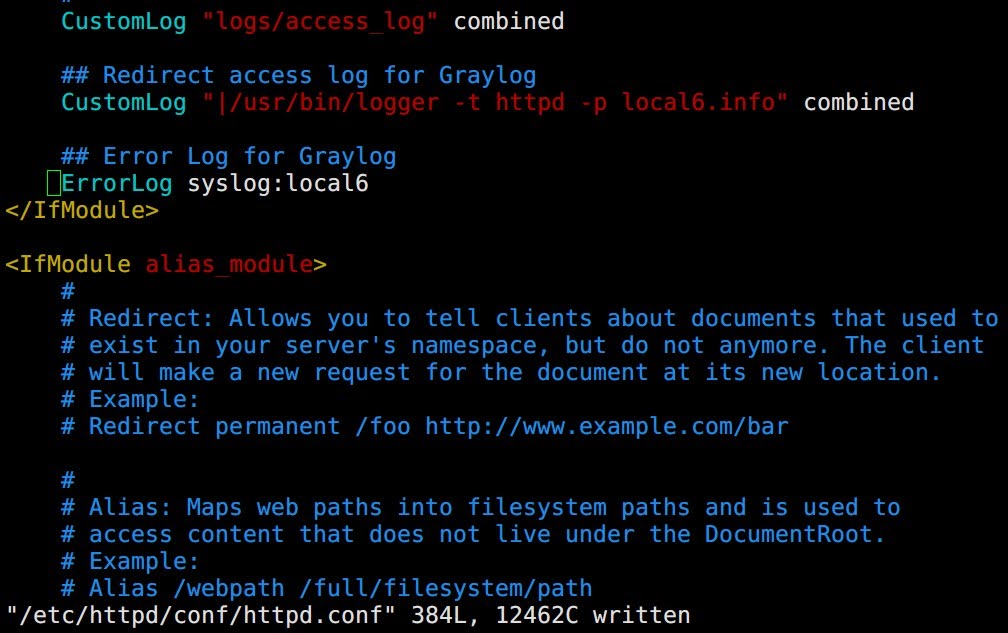 #
CustomLog "logs/access_log" combined
## Redirect access log for Graylog
CustomLog "|/usr/bin/logger -t httpd -p local6.info" combined
## Error Log for Graylog
ErrorLog syslog:local6
</IfModule>
<IfModule alias_module>
#
# Redirect: Allows you to tell clients about documents that used to
# exist in your server's namespace, but do not anymore. The client
# will make a new request for the document at its new location.
# Example:
# Redirect permanent /foo http://www.example.com/bar
#
# Alias: Maps web paths into filesystem paths and is used to
# access content that does not live under the DocumentRoot.
# Example:
# Alias /webpath /full/filesystem/path
"/etc/httpd/conf/httpd.conf" 384L, 12462C written